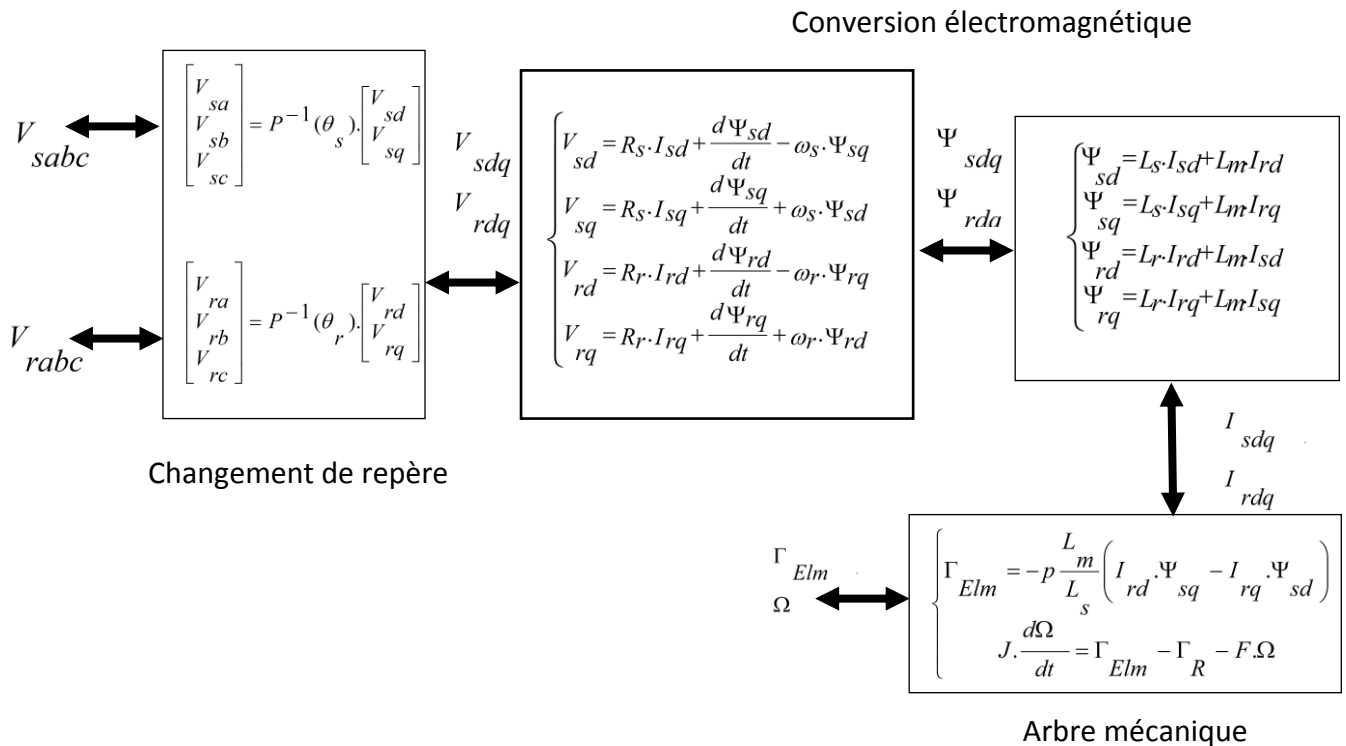 Conversion électromagnétique
V_sabc
[V_sa V_sb V_sc] = P^-1(θ_s).[V_sd V_sq]
V_rabc
[V_ra V_rb V_rc] = P^-1(θ_r).[V_rd V_rq]
Changement de repère
V_sdq
V_rdq
V_sd = R_s.I_sd + dΨ_sd/dt − ω_s.Ψ_sq
V_sq = R_s.I_sq + dΨ_sq/dt + ω_s.Ψ_sd
V_rd = R_r.I_rd + dΨ_rd/dt − ω_r.Ψ_rq
V_rq = R_r.I_rq + dΨ_rq/dt + ω_r.Ψ_rd
Ψ_sdq
Ψ_rdq
Ψ_sd = L_s.I_sd + L_m.I_rd
Ψ_sq = L_s.I_sq + L_m.I_rq
Ψ_rd = L_r.I_rd + L_m.I_sd
Ψ_rq = L_r.I_rq + L_m.I_sq
I_sdq
I_rdq
Γ_Elm
Ω
Γ_Elm = −p L_m/L_s (I_rd.Ψ_sq − I_rq.Ψ_sd)
J.dΩ/dt = Γ_Elm − Γ_R − F.Ω
Arbre mécanique